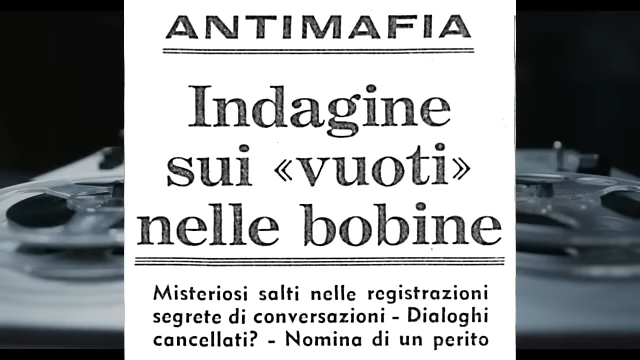 ANTIMAFIA
Indagine
sui «vuoti»
nelle bobine
Misteriosi salti nelle registrazioni
segrete di conversazioni - Dialoghi
cancellati? - Nomina di un perito